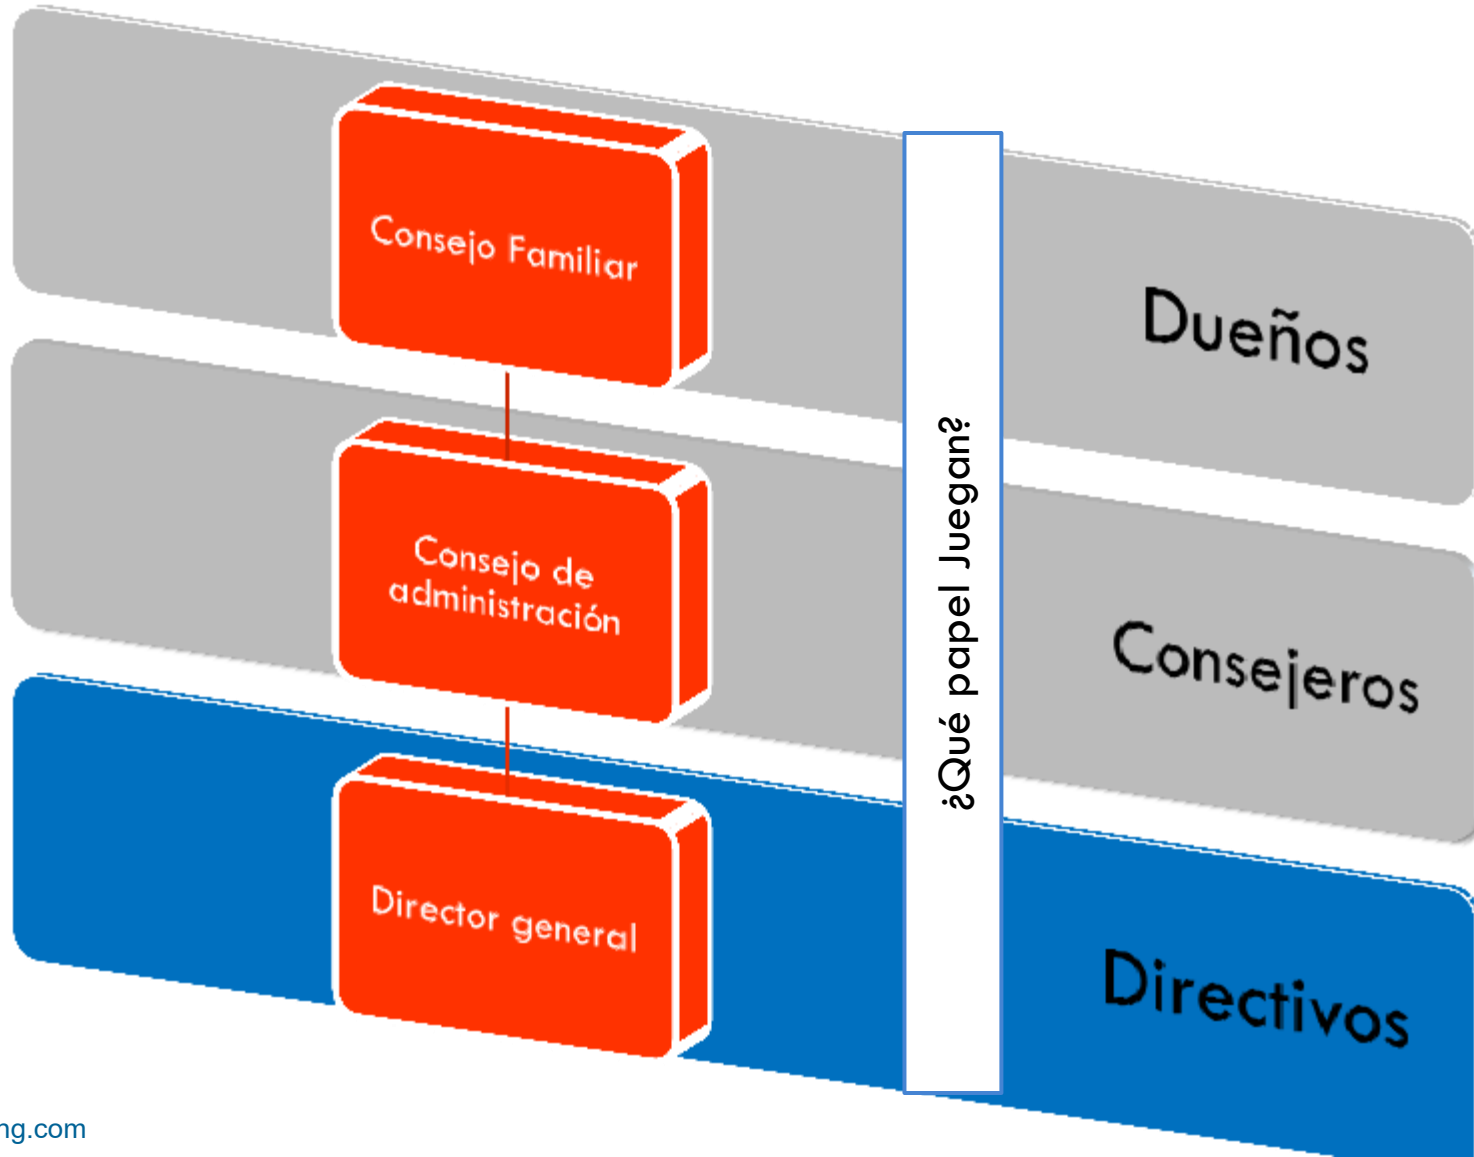 Consejo Familiar
Dueños
¿Qué papel Juegan?
Consejo de
administración
Consejeros
Director general
Directivos
ng.com